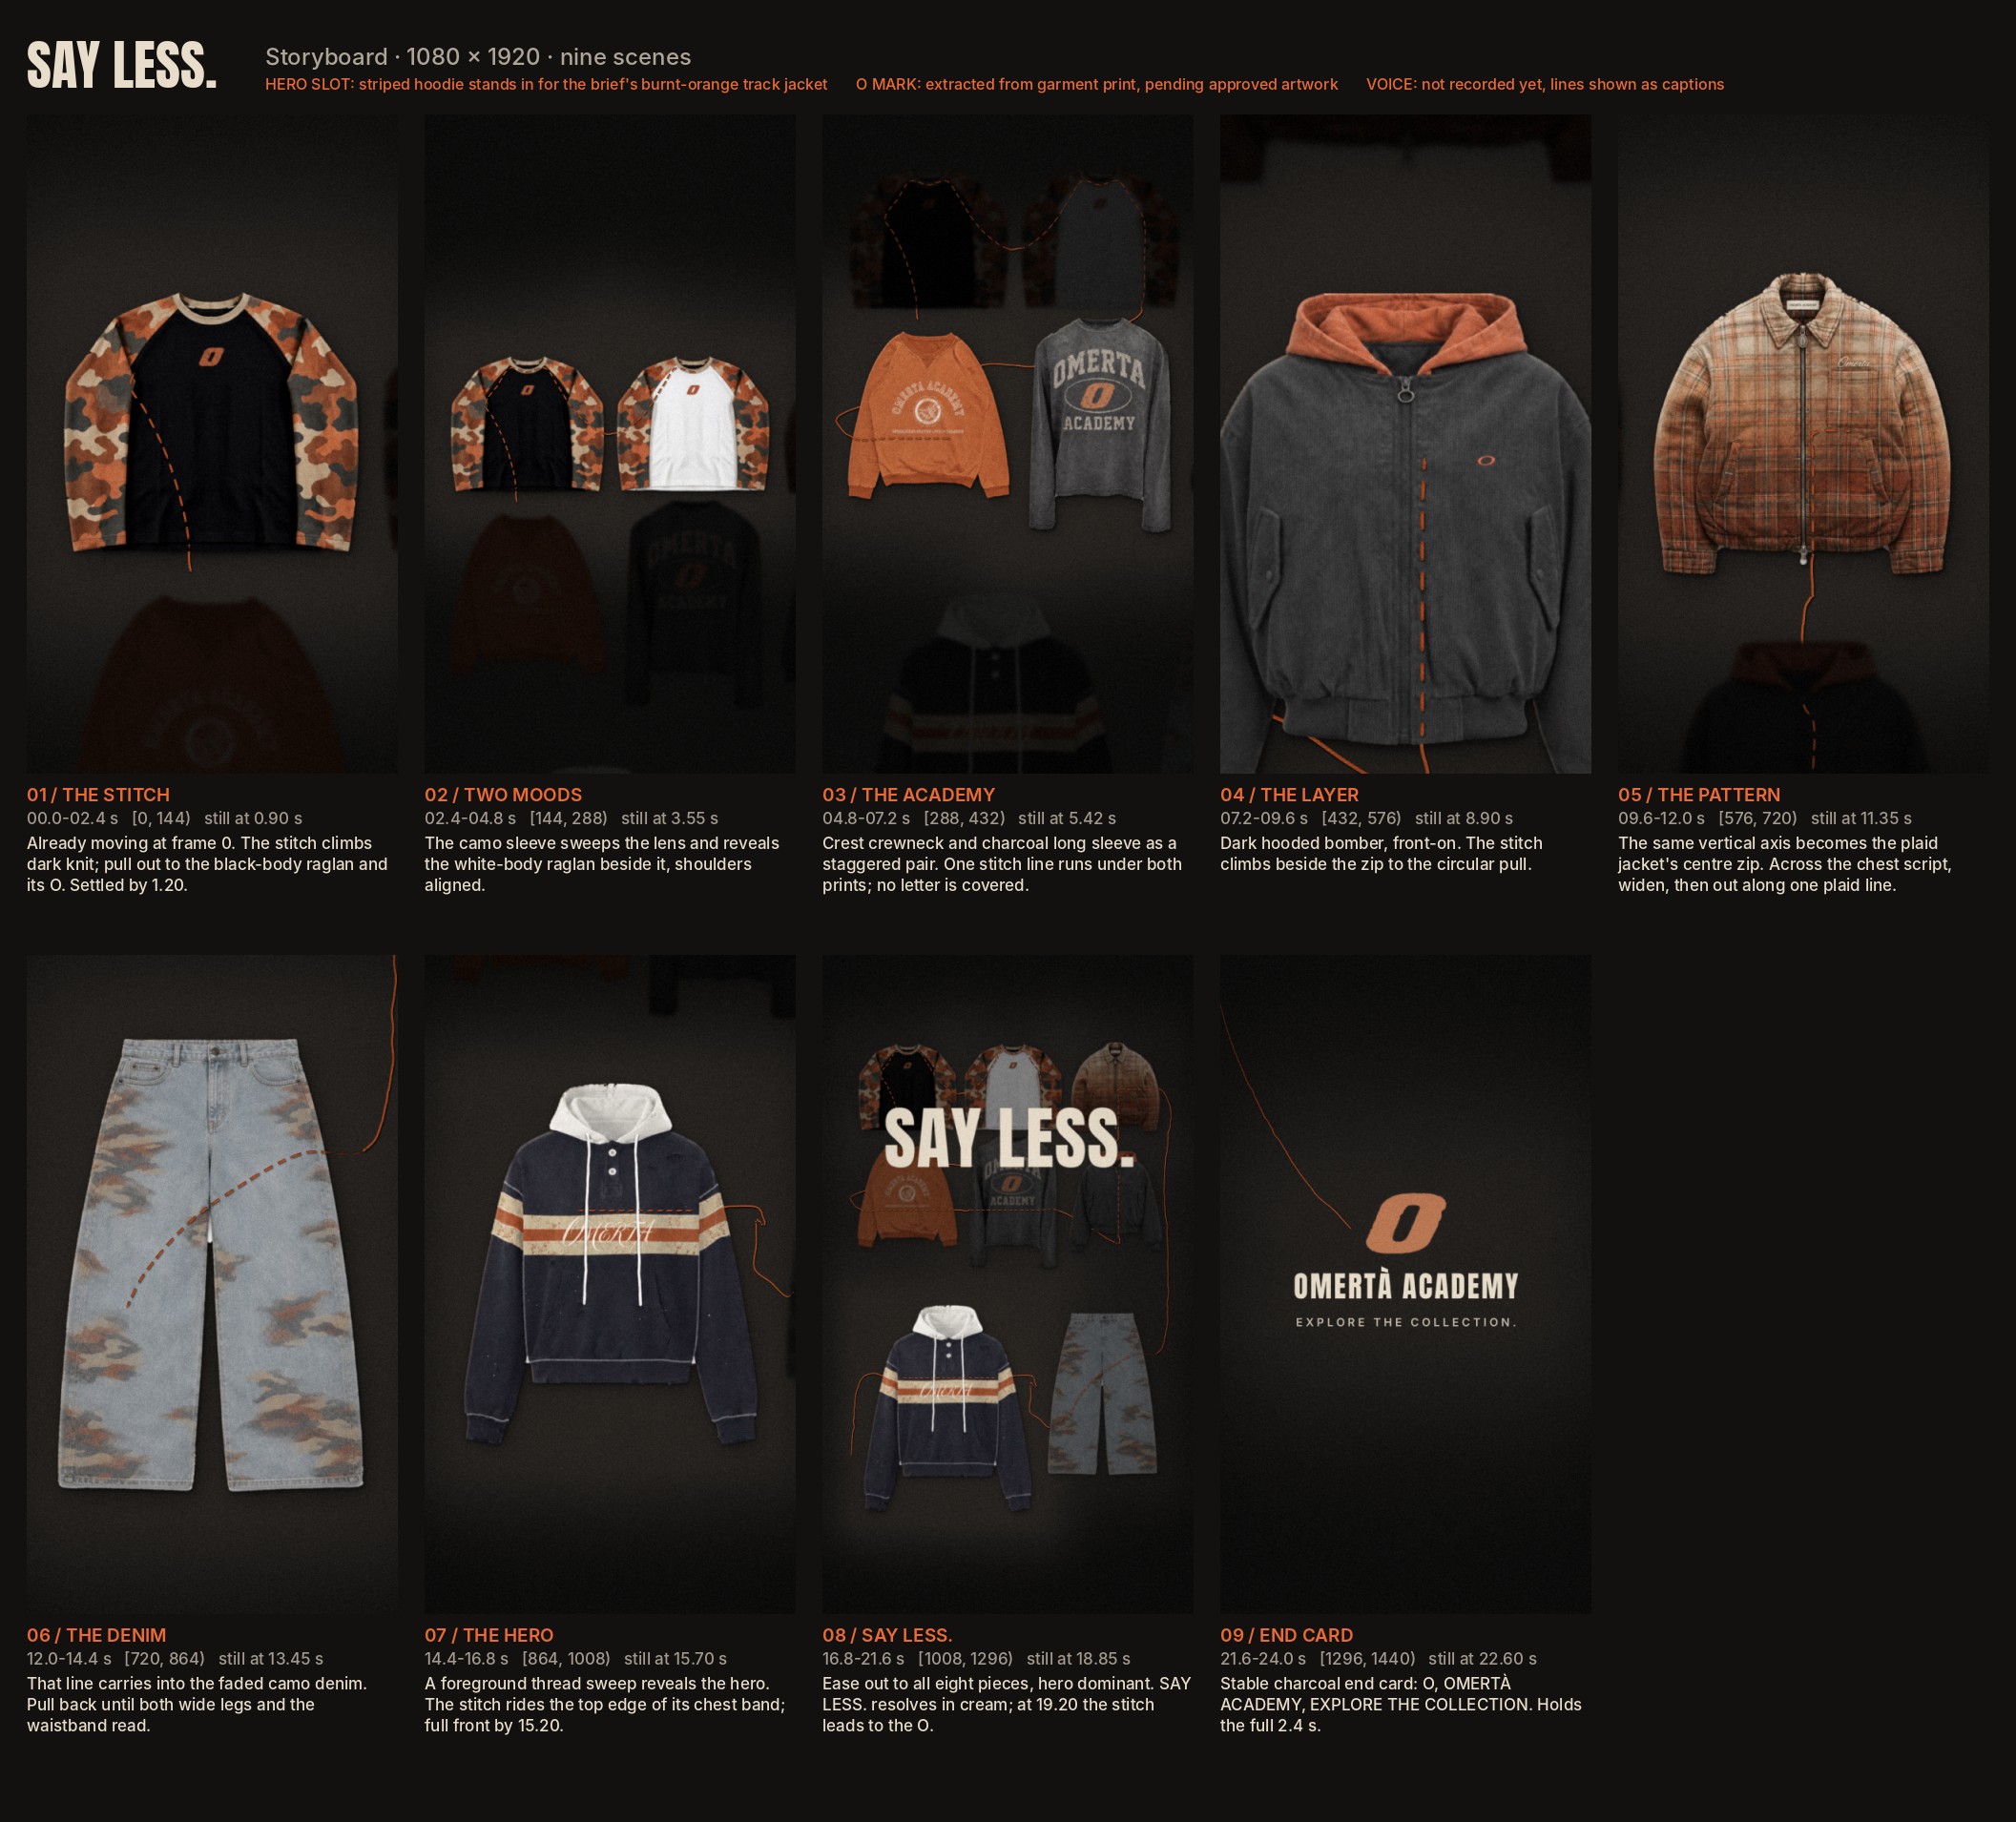 SAY LESS.
Storyboard · 1080 × 1920 · nine scenes
HERO SLOT: striped hoodie stands in for the brief's burnt-orange track jacket O MARK: extracted from garment print, pending approved artwork VOICE: not recorded yet, lines shown as captions
O
O
O
OMERTA
O
ACADEMY
OMERTA ACADEMY
OMERTA
O
ACADEMY
Omerta
01 / THE STITCH
00.0-02.4 s [0, 144) still at 0.90 s
Already moving at frame 0. The stitch climbs
dark knit; pull out to the black-body raglan and
its O. Settled by 1.20.
02 / TWO MOODS
02.4-04.8 s [144, 288) still at 3.55 s
The camo sleeve sweeps the lens and reveals
the white-body raglan beside it, shoulders
aligned.
03 / THE ACADEMY
04.8-07.2 s [288, 432) still at 5.42 s
Crest crewneck and charcoal long sleeve as a
staggered pair. One stitch line runs under both
prints; no letter is covered.
04 / THE LAYER
07.2-09.6 s [432, 576) still at 8.90 s
Dark hooded bomber, front-on. The stitch
climbs beside the zip to the circular pull.
05 / THE PATTERN
09.6-12.0 s [576, 720) still at 11.35 s
The same vertical axis becomes the plaid
jacket's centre zip. Across the chest script,
widen, then out along one plaid line.
OMERTA
SAY LESS.
OMERTA
O
ACADEMY
OMERTA
O
OMERTÀ ACADEMY
EXPLORE THE COLLECTION.
06 / THE DENIM
12.0-14.4 s [720, 864) still at 13.45 s
That line carries into the faded camo denim.
Pull back until both wide legs and the
waistband read.
07 / THE HERO
14.4-16.8 s [864, 1008) still at 15.70 s
A foreground thread sweep reveals the hero.
The stitch rides the top edge of its chest band;
full front by 15.20.
08 / SAY LESS.
16.8-21.6 s [1008, 1296) still at 18.85 s
Ease out to all eight pieces, hero dominant. SAY
LESS. resolves in cream; at 19.20 the stitch
leads to the O.
09 / END CARD
21.6-24.0 s [1296, 1440) still at 22.60 s
Stable charcoal end card: O, OMERTÀ
ACADEMY, EXPLORE THE COLLECTION. Holds
the full 2.4 s.